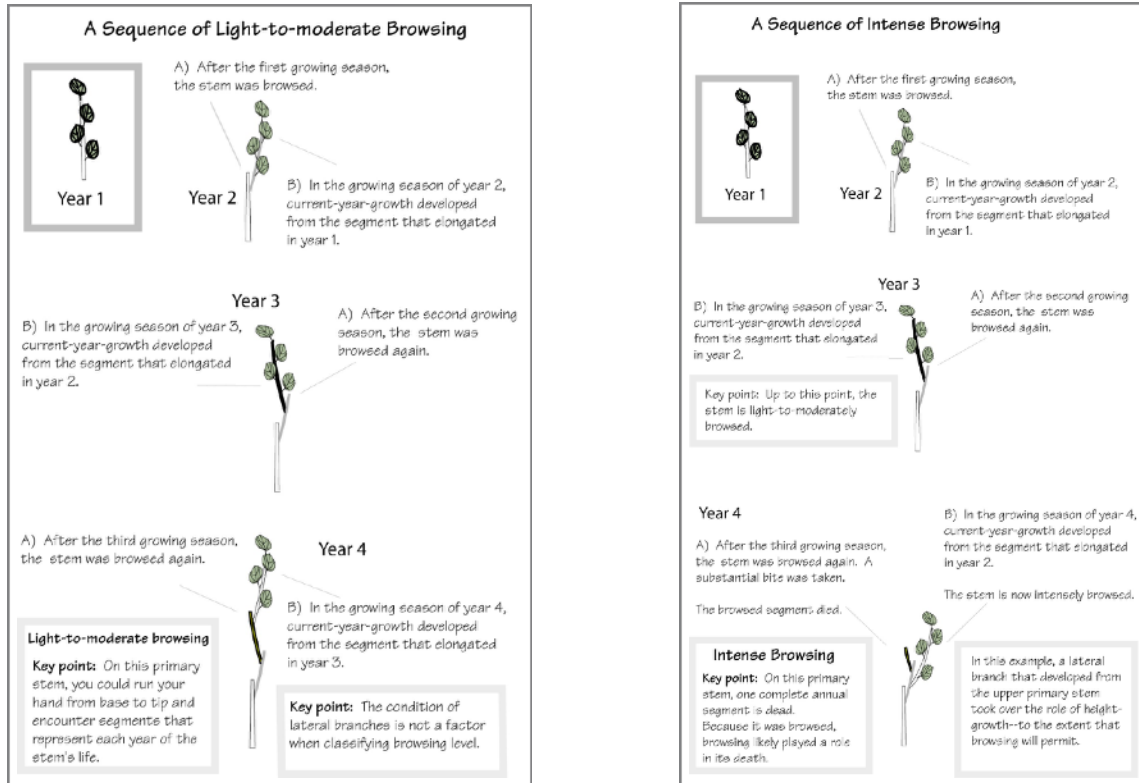 A Sequence of Light-to-moderate Browsing
A) After the first growing season,
the stem was browsed.
Year 1
Year 2
B) In the growing season of year 2,
current-year-growth developed
from the segment that elongated
in year 1.
Year 3
B) In the growing season of year 3,
current-year-growth developed
from the segment that elongated
in year 2.
A) After the second growing
season, the stem was
browsed again.
A) After the third growing season,
the stem was browsed again.
Year 4
B) In the growing season of year 4,
current-year-growth developed
from the segment that elongated
in year 3.
Light-to-moderate browsing
Key point: On this primary
stem, you could run your
hand from base to tip and
encounter segments that
represent each year of the
stem's life.
Key point: The condition of
lateral branches is not a factor
when classifying browsing level.
A Sequence of Intense Browsing
A) After the first growing season,
the stem was browsed.
Year 1
Year 2
B) In the growing season of year 2,
current-year-growth developed
from the segment that elongated
in year 1.
Year 3
B) In the growing season of year 3,
current-year-growth developed
from the segment that elongated
in year 2.
A) After the second growing
season, the stem was
browsed again.
Key point: Up to this point, the
stem is light-to-moderately
browsed.
Year 4
A) After the third growing season,
the stem was browsed again. A
substantial bite was taken.
The browsed segment died.
B) In the growing season of year 4,
current-year-growth developed
from the segment that elongated
in year 2.
The stem is now intensely browsed.
Intense Browsing
Key point: On this primary
stem, one complete annual
segment is dead.
Because it was browsed,
browsing likely played a role
in its death.
In this example, a lateral
branch that developed from
the upper primary stem
took over the role of height-
growth--to the extent that
browsing will permit.